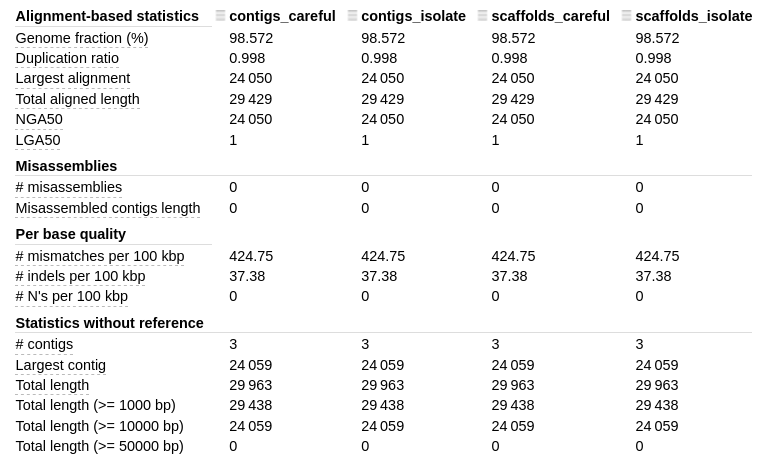 Alignment-based statistics contigs_careful contigs_isolate scaffolds_careful scaffolds_isolate
Genome fraction (%) 98.572 98.572 98.572 98.572
Duplication ratio 0.998 0.998 0.998 0.998
Largest alignment 24 050 24 050 24 050 24 050
Total aligned length 29 429 29 429 29 429 29 429
NGA50 24 050 24 050 24 050 24 050
LGA50 1 1 1 1
Misassemblies
# misassemblies 0 0 0 0
Misassembled contigs length 0 0 0 0
Per base quality
# mismatches per 100 kbp 424.75 424.75 424.75 424.75
# indels per 100 kbp 37.38 37.38 37.38 37.38
# N's per 100 kbp 0 0 0 0
Statistics without reference
# contigs 3 3 3 3
Largest contig 24 059 24 059 24 059 24 059
Total length 29 963 29 963 29 963 29 963
Total length (>= 1000 bp) 29 438 29 438 29 438 29 438
Total length (>= 10000 bp) 24 059 24 059 24 059 24 059
Total length (>= 50000 bp) 0 0 0 0